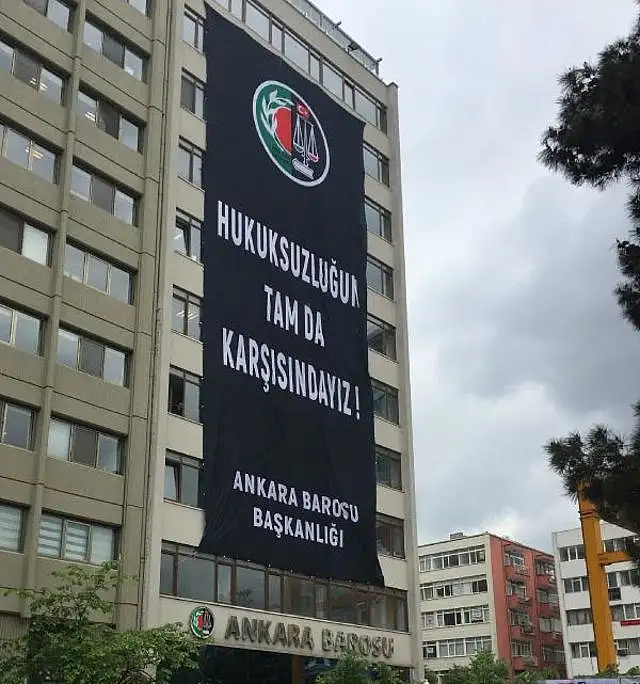 HUKUKSUZLUĞUN
TAM DA
KARŞISINDAYIZ!
ANKARA BAROSU
BAŞKANLIĞI
ANKARA BAROSU